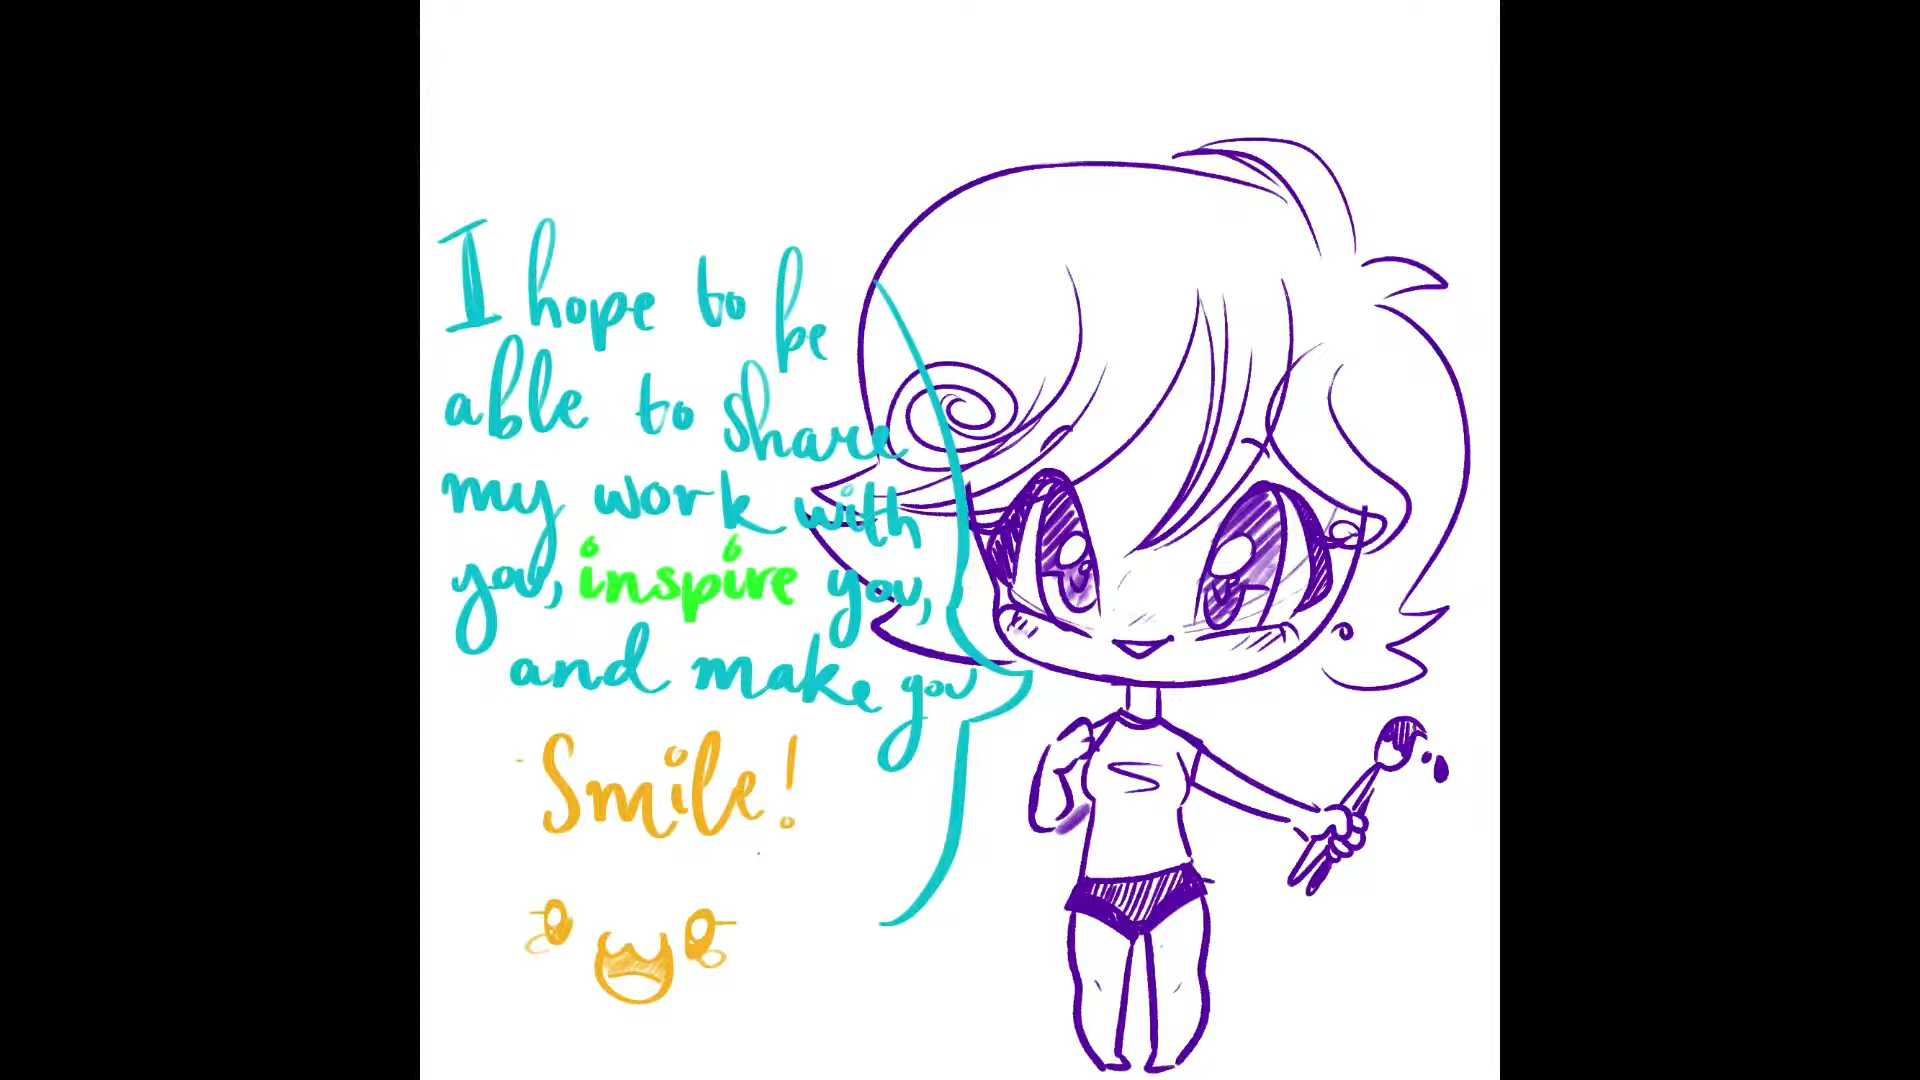 I hope to be
able to share
my work with
you, inspire you,
and make you
Smile!